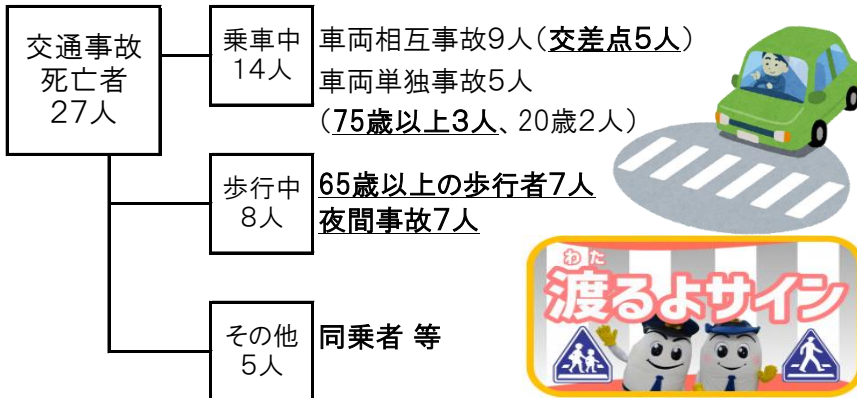 交通事故
死亡者
27人
乗車中
14人
車両相互事故9人（交差点5人）
車両単独事故5人
（75歳以上3人、20歳2人）
歩行中
8人
65歳以上の歩行者7人
夜間事故7人
その他
5人
同乗者 等
わた
渡るよサイン